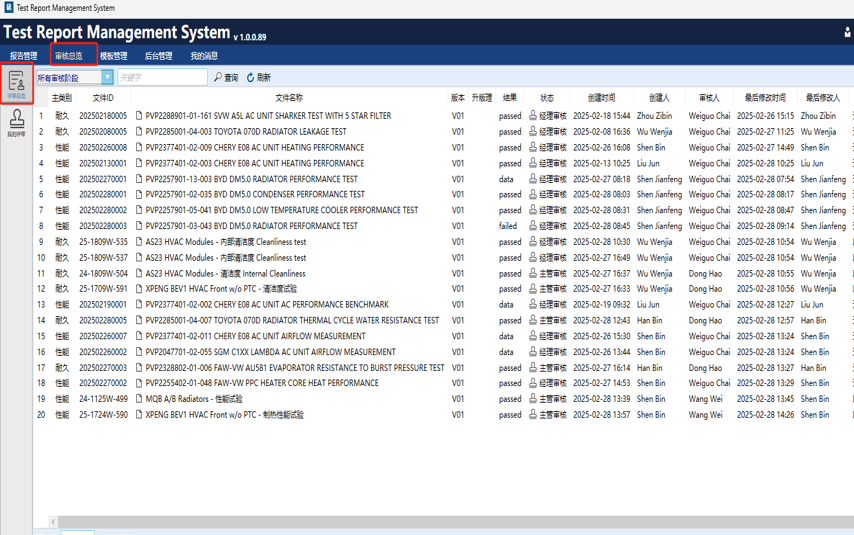 Test Report Management System
Test Report Management System v 1.0.0.89
报告管理 审核总览 模板管理 后台管理 我的消息
所有审核阶段 关键字 查询 刷新
评审总览
我的评审
主类别 文件ID 文件名称 版本 升版理 结果 状态 创建时间 创建人 审核人 最后修改时间 最后修改人
1 耐久 202502180005 PVP2288901-01-161 SVW A5L AC UNIT SHARKER TEST WITH 5 STAR FILTER V01 passed 经理审核 2025-02-18 15:44 Zhou Zibin Weiguo Chai 2025-02-26 15:15 Zhou Zibin
2 耐久 202502080005 PVP2285001-04-003 TOYOTA 070D RADIATOR LEAKAGE TEST V01 passed 经理审核 2025-02-08 16:36 Wu Wenjia Weiguo Chai 2025-02-27 11:25 Wu Wenjia
3 性能 202502260008 PVP2377401-02-009 CHERY E08 AC UNIT HEATING PERFORMANCE V01 passed 经理审核 2025-02-26 16:08 Shen Bin Weiguo Chai 2025-02-27 14:49 Shen Bin
4 性能 202502130001 PVP2377401-02-003 CHERY E08 AC UNIT HEATING PERFORMANCE V01 passed 经理审核 2025-02-13 10:25 Liu Jun Weiguo Chai 2025-02-28 10:25 Liu Jun
5 性能 202502270001 PVP2257901-13-003 BYD DM5.0 RADIATOR PERFORMANCE TEST V01 data 经理审核 2025-02-27 08:18 Shen Jianfeng Weiguo Chai 2025-02-28 07:54 Shen Jianfeng
6 性能 202502280001 PVP2257901-02-035 BYD DM5.0 CONDENSER PERFORMANCE TEST V01 passed 经理审核 2025-02-28 08:03 Shen Jianfeng Weiguo Chai 2025-02-28 08:17 Shen Jianfeng
7 性能 202502280002 PVP2257901-05-041 BYD DM5.0 LOW TEMPERATURE COOLER PERFORMANCE TEST V01 passed 经理审核 2025-02-28 08:31 Shen Jianfeng Weiguo Chai 2025-02-28 08:47 Shen Jianfeng
8 性能 202502280003 PVP2257901-03-043 BYD DM5.0 RADIATOR PERFORMANCE TEST V01 failed 经理审核 2025-02-28 08:45 Shen Jianfeng Weiguo Chai 2025-02-28 09:14 Shen Jianfeng
9 耐久 25-1809W-535 AS23 HVAC Modules - 内部清洁度 Cleanliness test V01 passed 经理审核 2025-02-28 10:30 Wu Wenjia Weiguo Chai 2025-02-28 10:54 Wu Wenjia
10 耐久 25-1809W-537 AS23 HVAC Modules - 内部清洁度 Cleanliness test V01 passed 经理审核 2025-02-27 16:49 Wu Wenjia Weiguo Chai 2025-02-28 10:54 Wu Wenjia
11 耐久 24-1809W-504 AS23 HVAC Modules - 清洁度 Internal Cleanliness V01 passed 主管审核 2025-02-27 16:37 Wu Wenjia Dong Hao 2025-02-28 10:55 Wu Wenjia
12 耐久 25-1709W-591 XPENG BEV1 HVAC Front w/o PTC - 清洁度试验 V01 passed 主管审核 2025-02-27 16:33 Wu Wenjia Dong Hao 2025-02-28 10:56 Wu Wenjia
13 性能 202502190001 PVP2377401-02-002 CHERY E08 AC UNIT AC PERFORMANCE BENCHMARK V01 data 经理审核 2025-02-19 09:32 Liu Jun Weiguo Chai 2025-02-28 12:27 Liu Jun
14 耐久 202502280005 PVP2285001-04-007 TOYOTA 070D RADIATOR THERMAL CYCLE WATER RESISTANCE TEST V01 passed 主管审核 2025-02-28 12:43 Han Bin Dong Hao 2025-02-28 12:57 Han Bin
15 性能 202502260007 PVP2377401-02-011 CHERY E08 AC UNIT AIRFLOW MEASUREMENT V01 data 经理审核 2025-02-26 15:30 Shen Bin Weiguo Chai 2025-02-28 13:24 Shen Bin
16 性能 202502260002 PVP2047701-02-055 SGM C1XX LAMBDA AC UNIT AIRFLOW MEASUREMENT V01 data 经理审核 2025-02-26 13:44 Shen Bin Weiguo Chai 2025-02-28 13:24 Shen Bin
17 耐久 202502270003 PVP2328802-01-006 FAW-VW AU581 EVAPORATOR RESISTANCE TO BURST PRESSURE TEST V01 passed 主管审核 2025-02-27 16:14 Han Bin Dong Hao 2025-02-28 13:27 Han Bin
18 性能 202502270002 PVP2255402-01-048 FAW-VW PPC HEATER CORE HEAT PERFORMANCE V01 passed 经理审核 2025-02-27 14:53 Shen Bin Weiguo Chai 2025-02-28 13:29 Shen Bin
19 性能 24-1125W-499 MQB A/B Radiators - 性能试验 V01 passed 主管审核 2025-02-28 13:39 Shen Bin Wang Wei 2025-02-28 13:45 Shen Bin
20 性能 25-1724W-590 XPENG BEV1 HVAC Front w/o PTC - 制热性能试验 V01 passed 主管审核 2025-02-28 13:57 Shen Bin Wang Wei 2025-02-28 14:26 Shen Bin